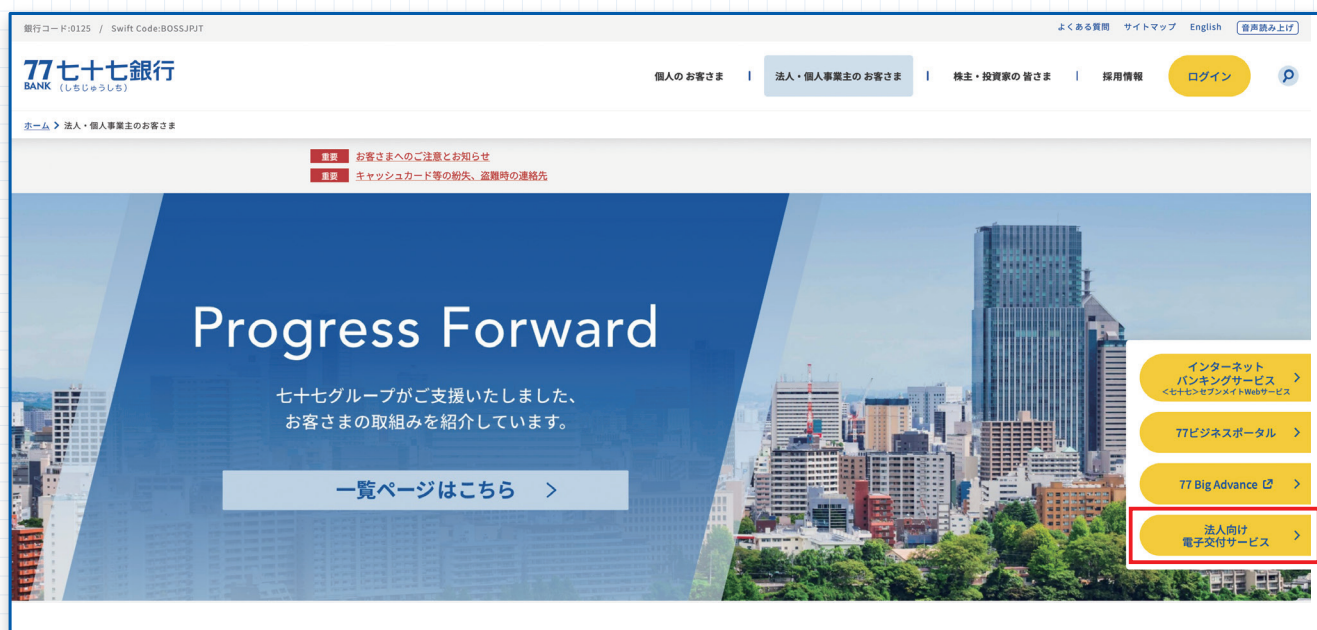 銀行コード:0125 / Swift Code:BOSSJPJT
よくある質問 サイトマップ English 音声読み上げ
77 七十七銀行
BANK (しちじゅうしち)
個人の お客さま
法人・個人事業主の お客さま
株主・投資家の 皆さま
採用情報
ログイン
ホーム > 法人・個人事業主のお客さま
重要 お客さまへのご注意とお知らせ
重要 キャッシュカード等の紛失、盗難時の連絡先
Progress Forward
七十七グループがご支援いたしました、
お客さまの取組みを紹介しています。
一覧ページはこちら
インターネット
バンキングサービス
<七十七>セブンメイトWebサービス
77ビジネスポータル
77 Big Advance
法人向け
電子交付サービス